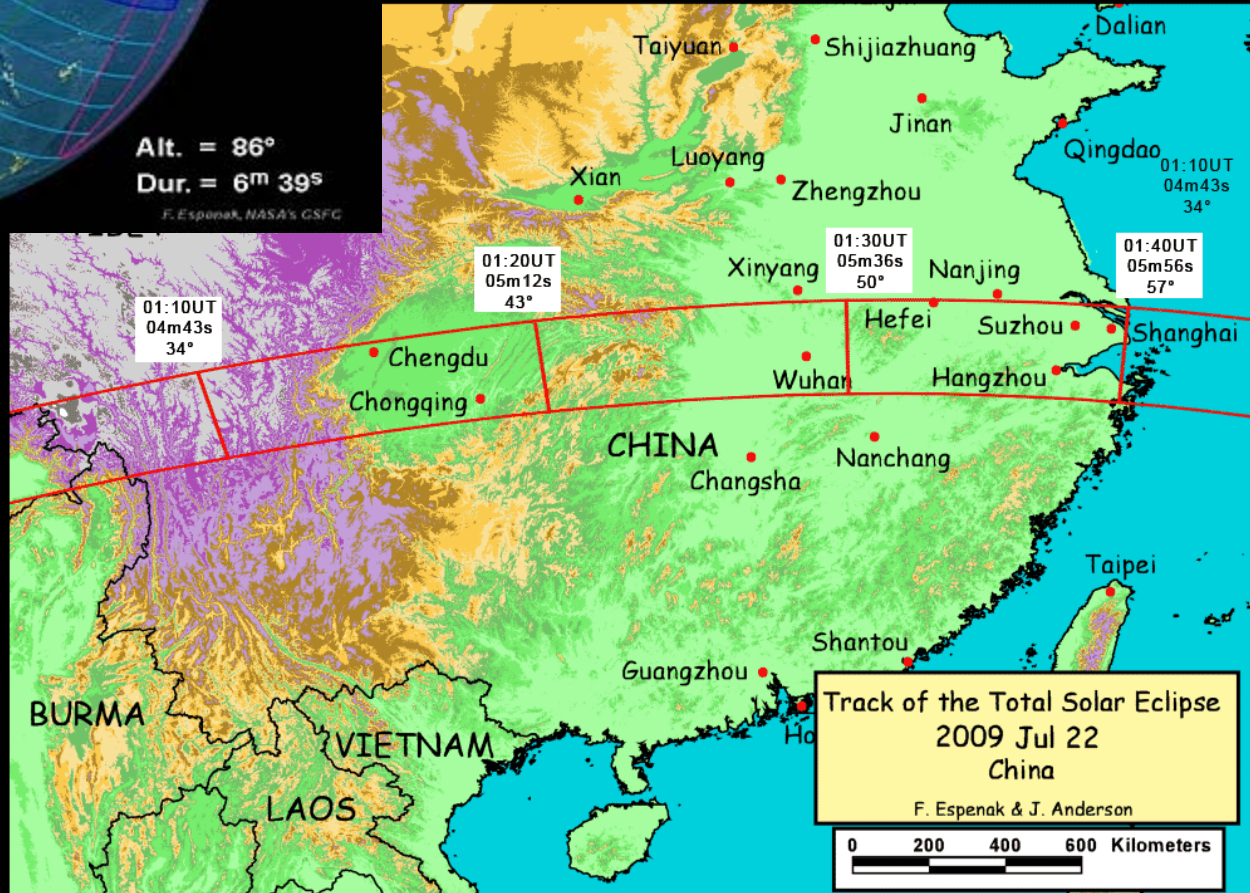 Alt. = 86°
Dur. = 6m 39s
F. Espenak, NASA's GSFC
Dalian
Taiyuan
Shijiazhuang
Jinan
Qingdao
01:10UT
04m43s
34°
Luoyang
Xian
Zhengzhou
01:10UT
04m43s
34°
01:20UT
05m12s
43°
Xinyang
01:30UT
05m36s
50°
Nanjing
01:40UT
05m56s
57°
Hefei
Suzhou
Shanghai
Chengdu
Chongqing
Wuhan
Hangzhou
CHINA
Changsha
Nanchang
Taipei
Shantou
Guangzhou
Ho
BURMA
VIETNAM
LAOS
Track of the Total Solar Eclipse
2009 Jul 22
China
F. Espenak & J. Anderson
0 200 400 600 Kilometers